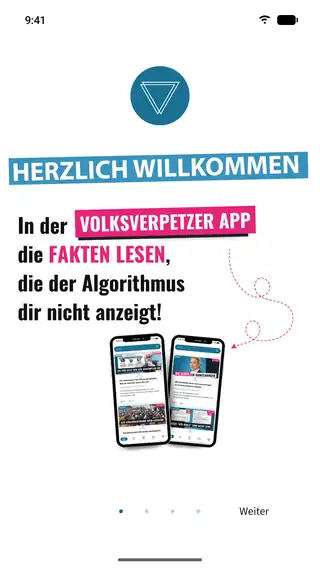 9:41
HERZLICH WILLKOMMEN
In der VOLKSVERPETZER APP
die FAKTEN LESEN,
die der Algorithmus
dir nicht anzeigt!
Weiter